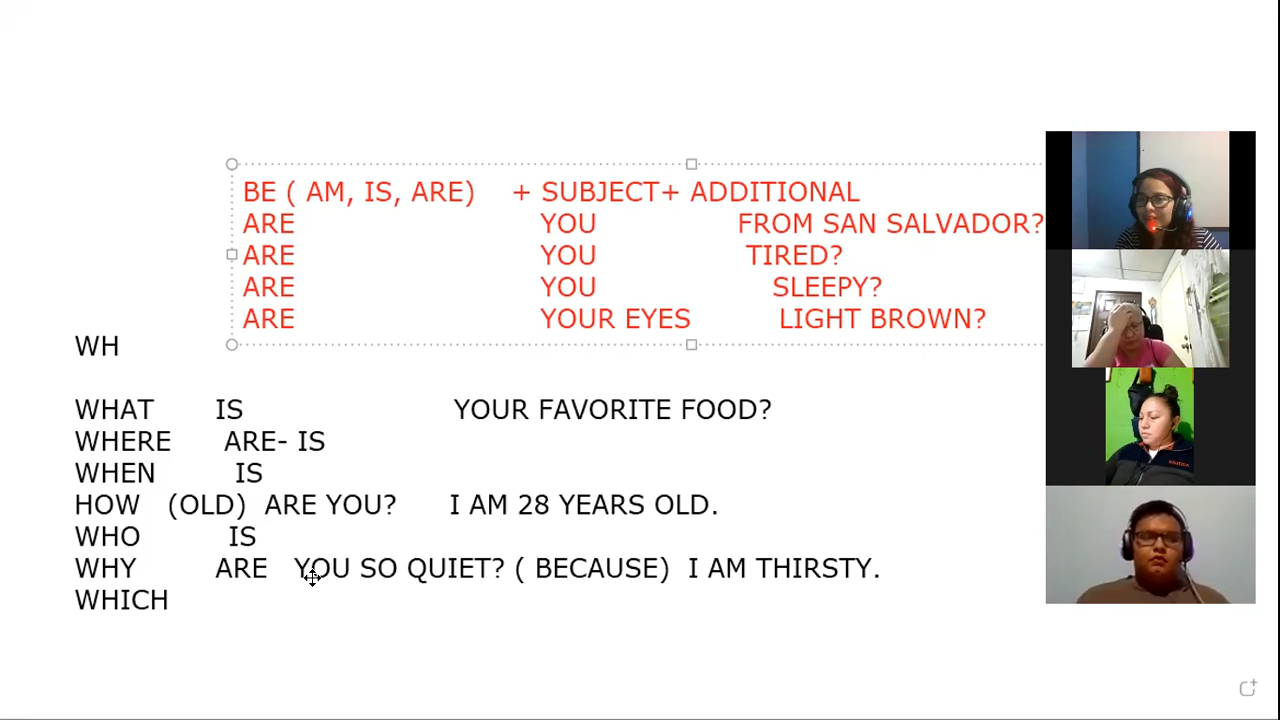 BE ( AM, IS, ARE) + SUBJECT+ ADDITIONAL
ARE YOU FROM SAN SALVADOR?
ARE YOU TIRED?
ARE YOU SLEEPY?
ARE YOUR EYES LIGHT BROWN?
WH
WHAT IS YOUR FAVORITE FOOD?
WHERE ARE- IS
WHEN IS
HOW (OLD) ARE YOU? I AM 28 YEARS OLD.
WHO IS
WHY ARE YOU SO QUIET? ( BECAUSE) I AM THIRSTY.
WHICH